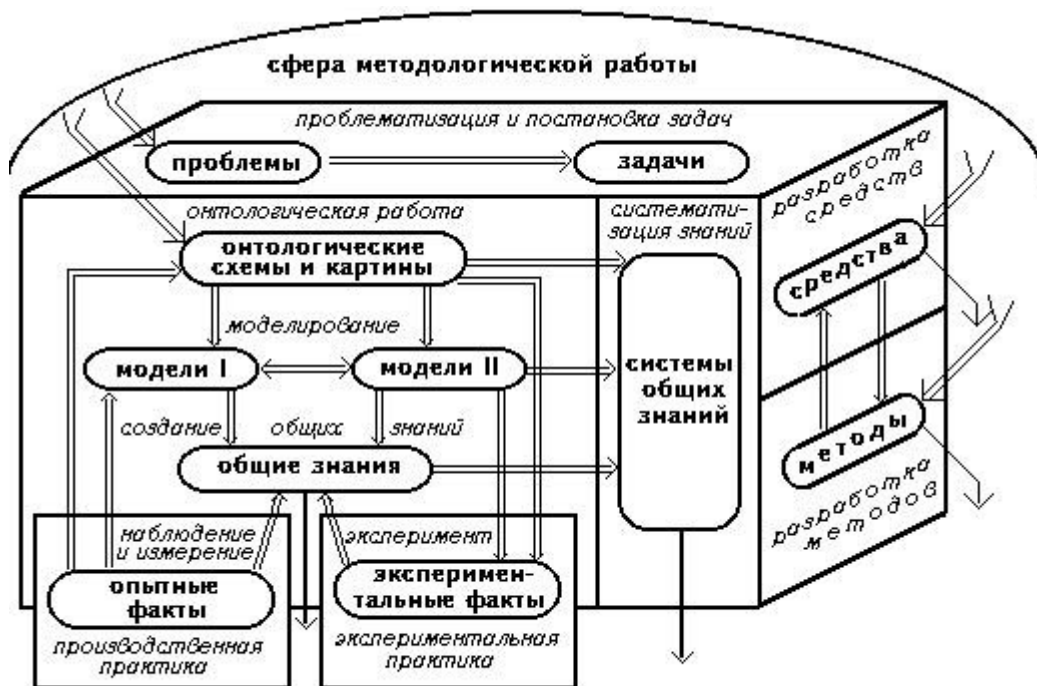 сфера методологической работы
проблематизация и постановка задач
проблемы
задачи
онтологическая работа
онтологические
схемы и картины
системати-
зация знаний
разработка
средств
средства
моделирование
модели I
модели II
системы
общих
знаний
создание общих знаний
общие знания
методы
разработка
методов
наблюдение
и измерение
эксперимент
опытные
факты
эксперимен-
тальные факты
производственная
практика
экспериментальная
практика